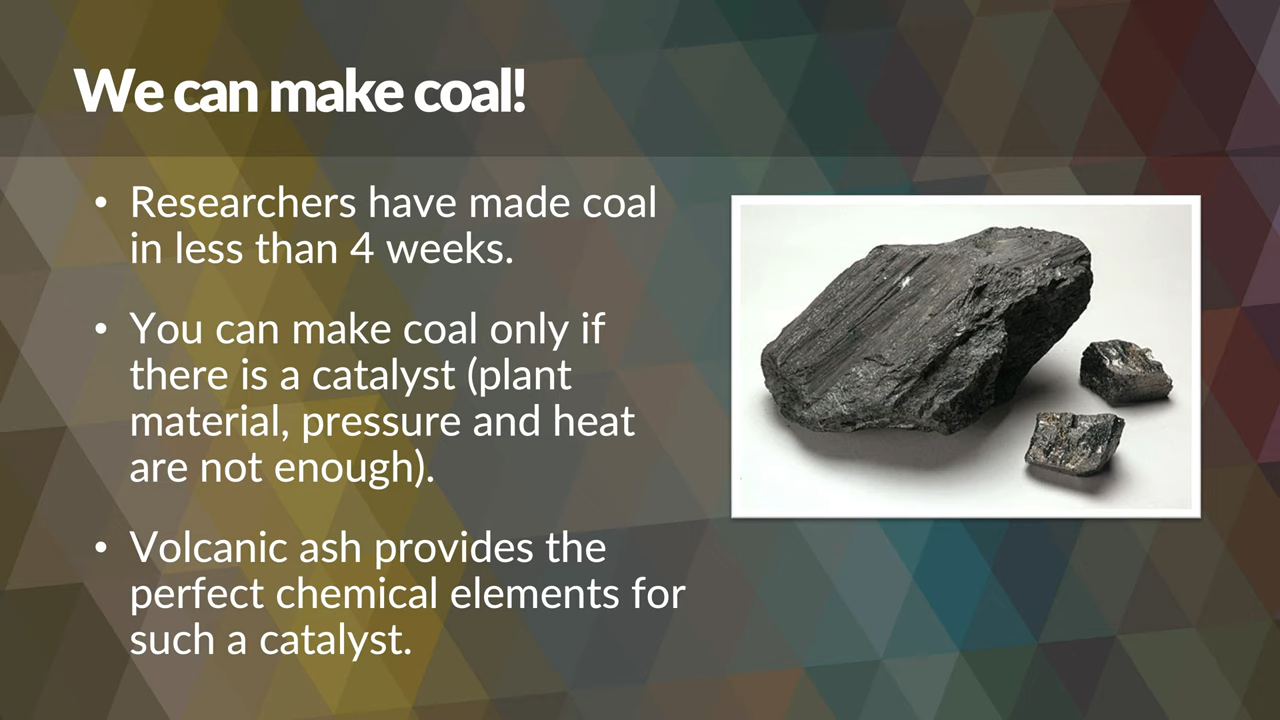 We can make coal!
• Researchers have made coal
in less than 4 weeks.
• You can make coal only if
there is a catalyst (plant
material, pressure and heat
are not enough).
• Volcanic ash provides the
perfect chemical elements for
such a catalyst.